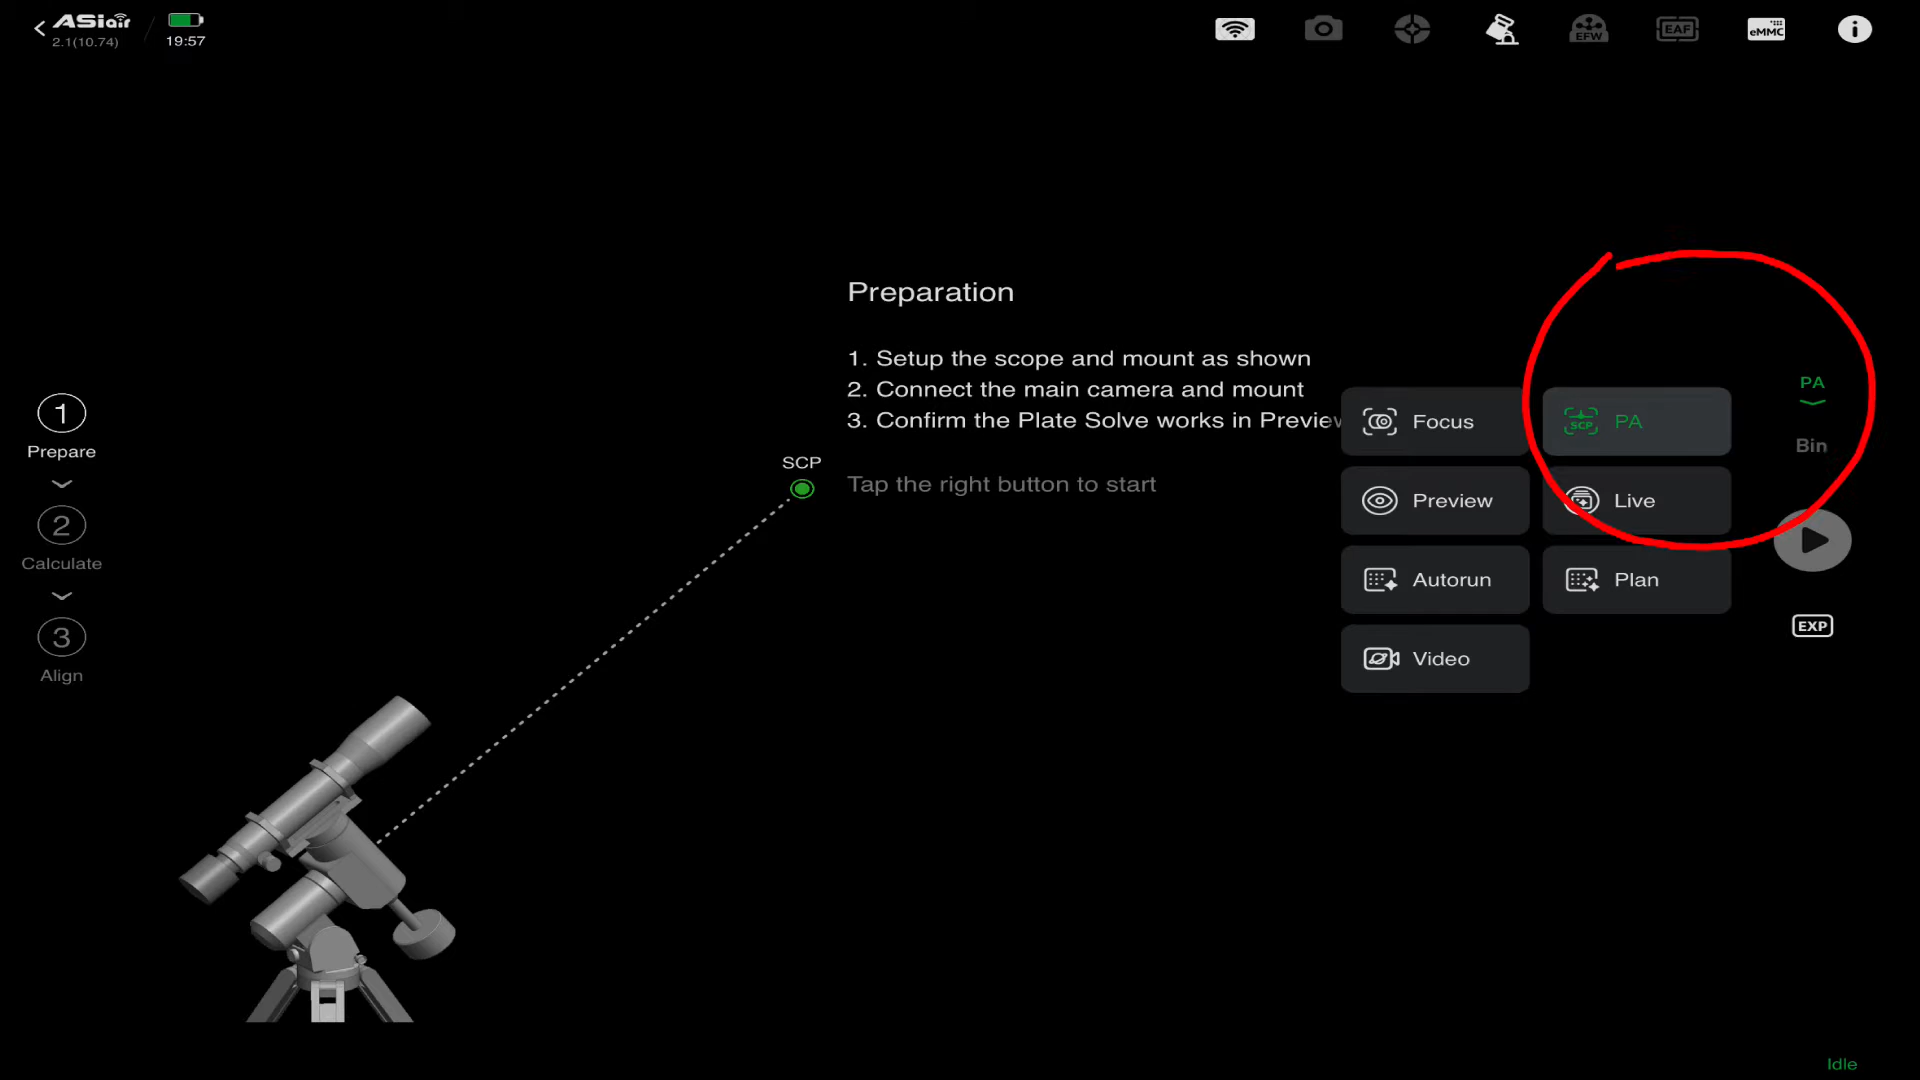 ASiair
2.1(10.74)
19:57
EFW
EAF
eMMC
Preparation
1. Setup the scope and mount as shown
2. Connect the main camera and mount
3. Confirm the Plate Solve works in Preview
Tap the right button to start
SCP
1
Prepare
2
Calculate
3
Align
Focus
SCP
PA
Preview
Live
Autorun
Plan
Video
PA
Bin
EXP
Idle